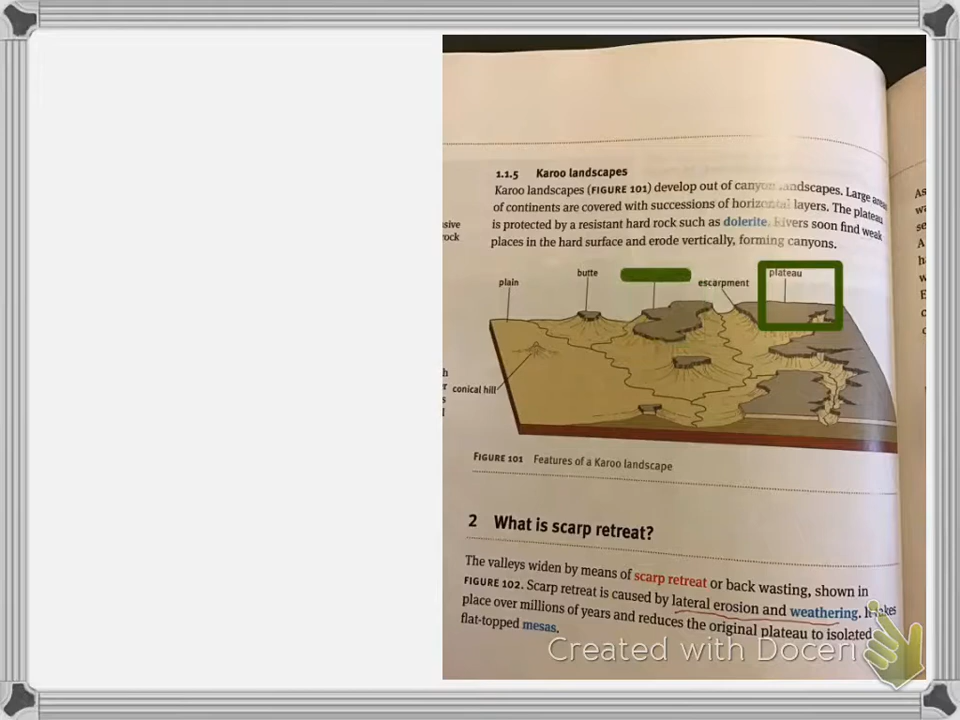 1.1.5 Karoo landscapes
Karoo landscapes (FIGURE 101) develop out of canyon landscapes. Large areas
of continents are covered with successions of horizontal layers. The plateau
is protected by a resistant hard rock such as dolerite. Rivers soon find weak
places in the hard surface and erode vertically, forming canyons.
plain
butte
escarpment
plateau
conical hill
FIGURE 101 Features of a Karoo landscape
2 What is scarp retreat?
The valleys widen by means of scarp retreat or back wasting, shown in
FIGURE 102. Scarp retreat is caused by lateral erosion and weathering. It takes
place over millions of years and reduces the original plateau to isolated
flat-topped mesas.
Created with Doceri
ock
As